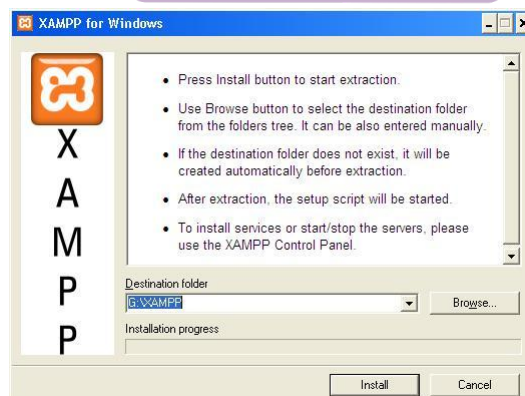 XAMPP for Windows
X
A
M
P
P
• Press Install button to start extraction.
• Use Browse button to select the destination folder
from the folders tree. It can be also entered manually.
• If the destination folder does not exist, it will be
created automatically before extraction.
• After extraction, the setup script will be started.
• To install services or start/stop the servers, please
use the XAMPP Control Panel.
Destination folder
G:\XAMPP
Browse...
Installation progress
Install
Cancel